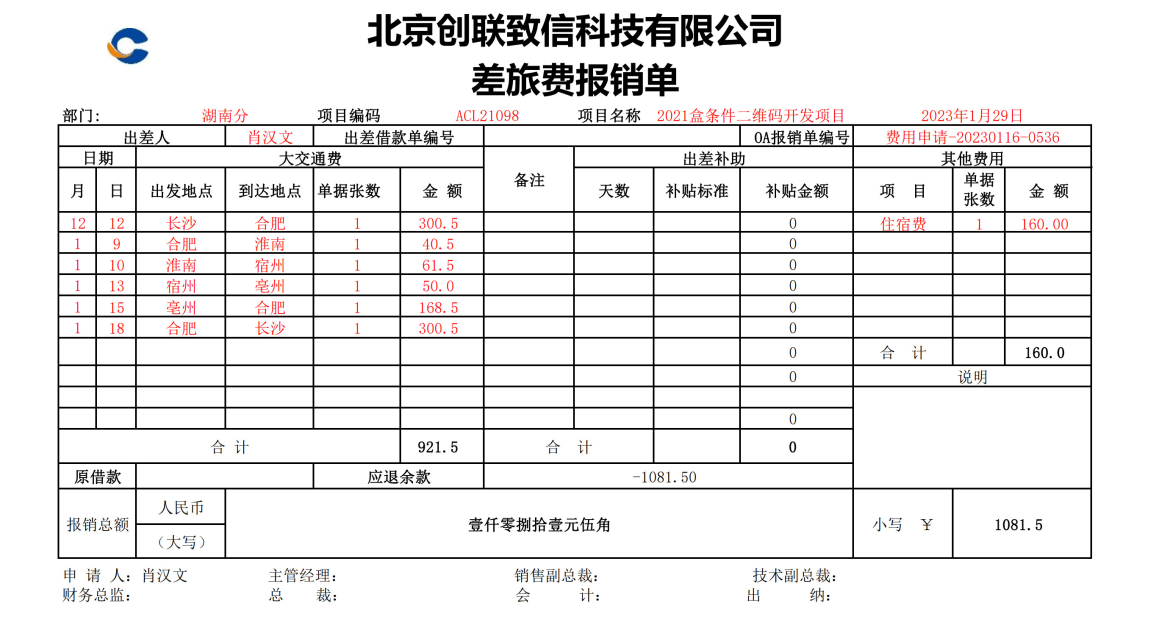 北京创联致信科技有限公司
差旅费报销单
部门: 湖南分 项目编码 ACL21098 项目名称 2021盒条件二维码开发项目 2023年1月29日
出差人 肖汉文 出差借款单编号 OA报销单编号 费用申请-20230116-0536
日期 大交通费 备注 出差补助 其他费用
月 日 出发地点 到达地点 单据张数 金 额 天数 补贴标准 补贴金额 项 目 单据张数 金 额
12 12 长沙 合肥 1 300.5 0 住宿费 1 160.00
1 9 合肥 淮南 1 40.5 0
1 10 淮南 宿州 1 61.5 0
1 13 宿州 亳州 1 50.0 0
1 15 亳州 合肥 1 168.5 0
1 18 合肥 长沙 1 300.5 0
0 合 计 160.0
0 说明
0
合 计 921.5 合 计 0
原借款 应退余款 -1081.50
报销总额 人民币 (大写) 壹仟零捌拾壹元伍角 小写 ¥ 1081.5
申 请 人: 肖汉文 主管经理: 销售副总裁: 技术副总裁:
财务总监: 总 裁: 会 计: 出 纳: